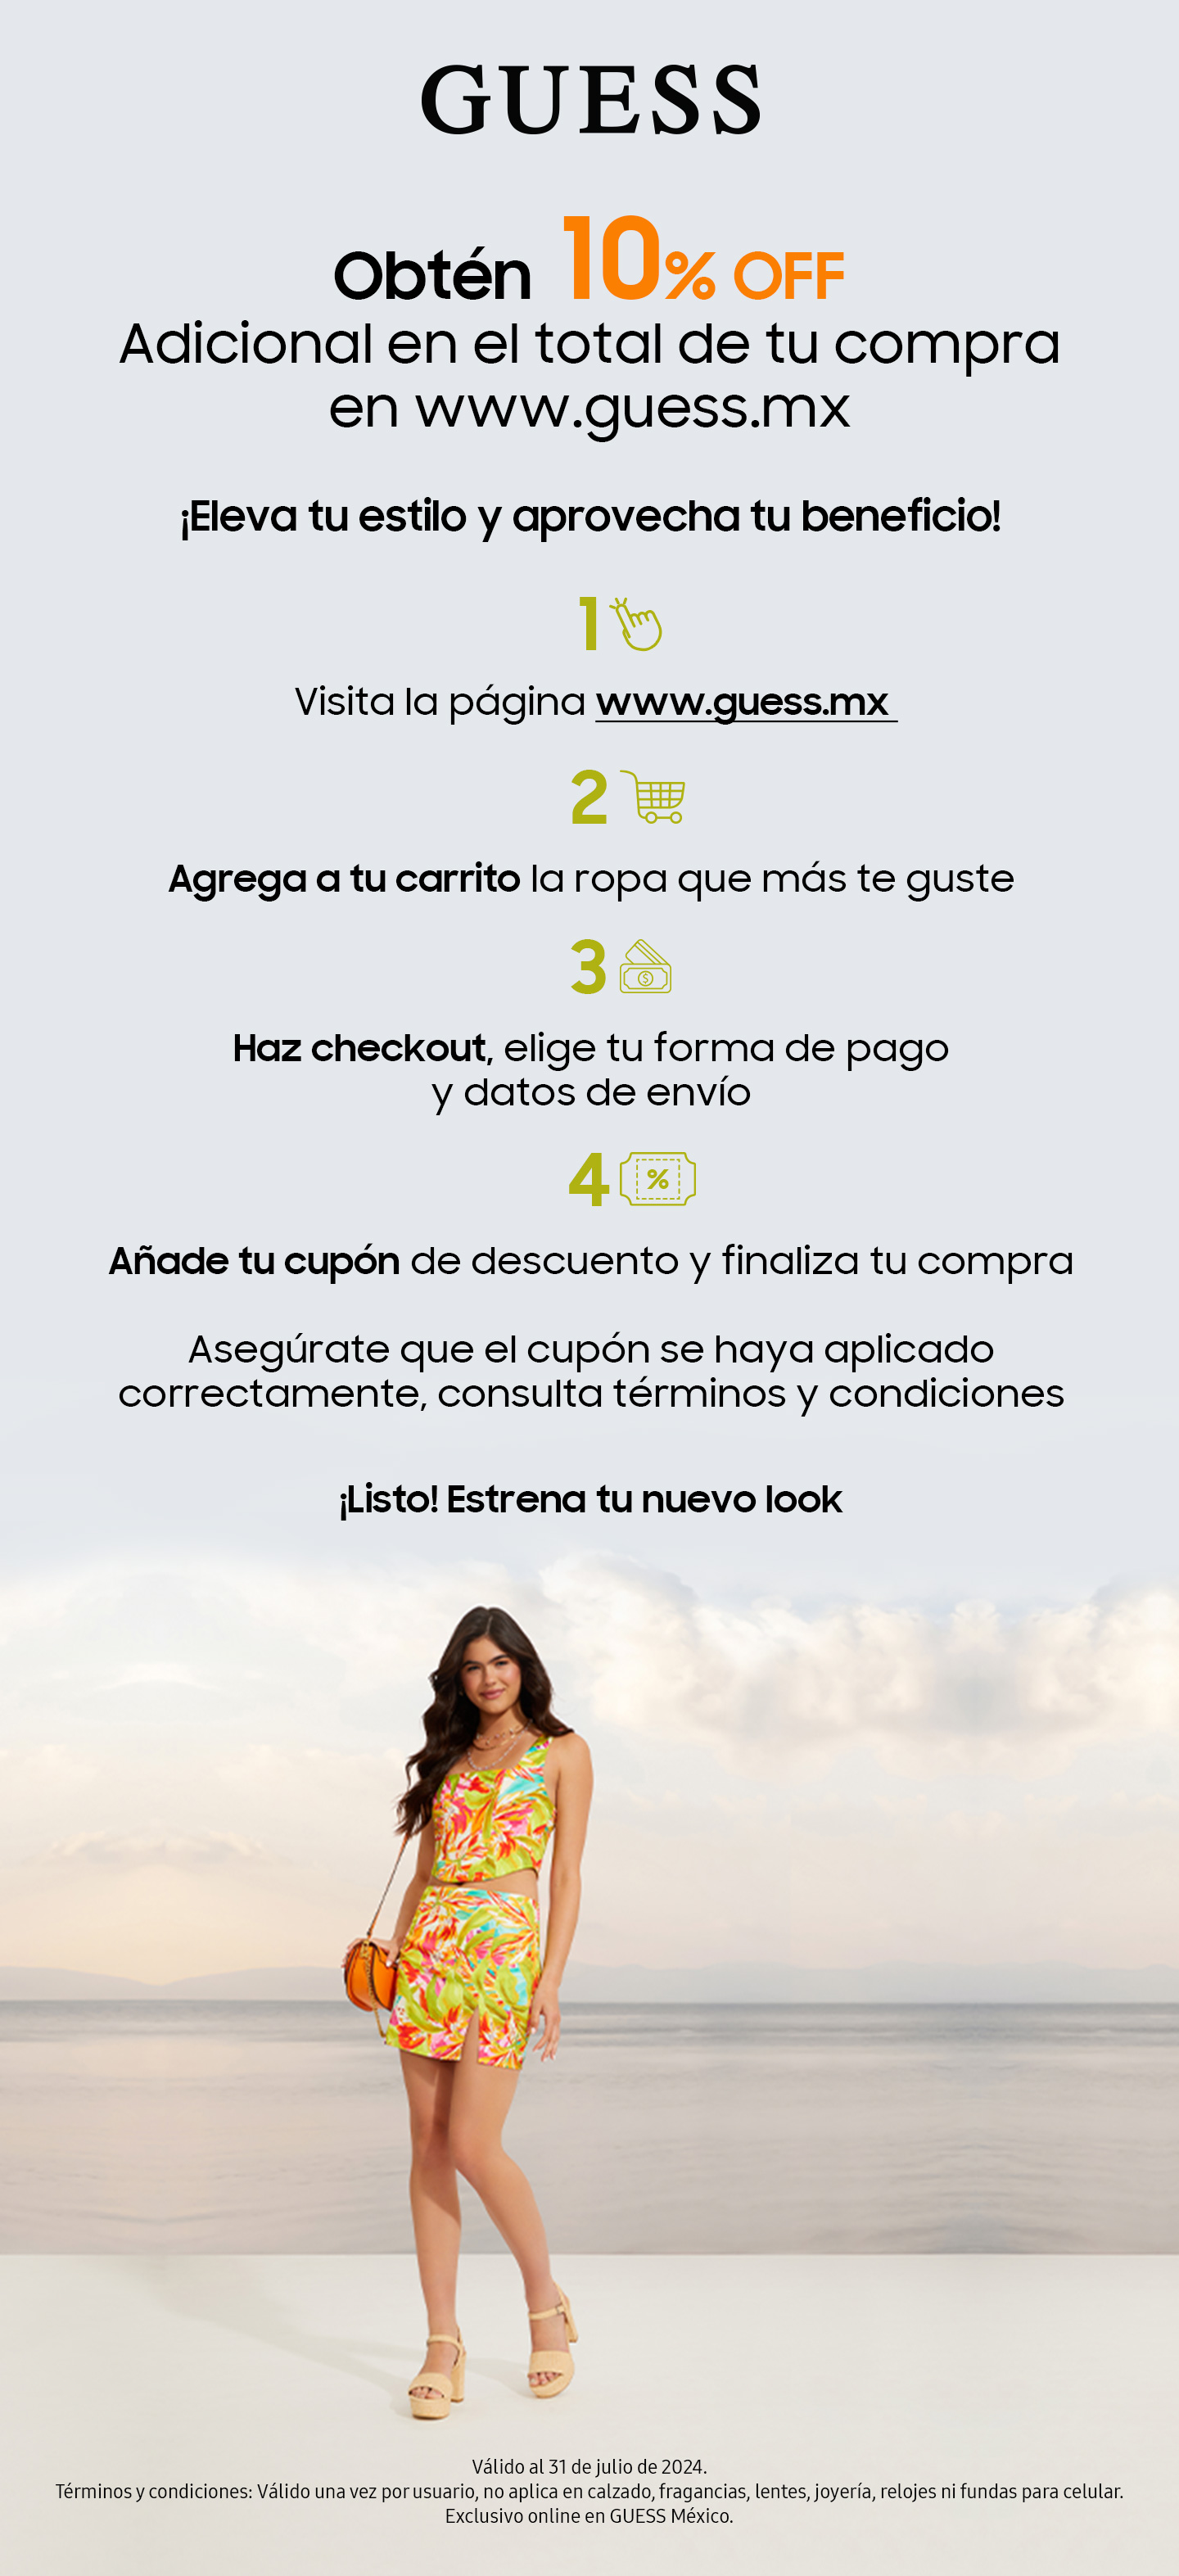 GUESS
Obtén 10% OFF
Adicional en el total de tu compra
en www.guess.mx
¡Eleva tu estilo y aprovecha tu beneficio!
1
Visita la página www.guess.mx
2
Agrega a tu carrito la ropa que más te guste
3
$
Haz checkout, elige tu forma de pago
y datos de envío
4
%
Añade tu cupón de descuento y finaliza tu compra
Asegúrate que el cupón se haya aplicado
correctamente, consulta términos y condiciones
¡Listo! Estrena tu nuevo look
Válido al 31 de julio de 2024.
Términos y condiciones: Válido una vez por usuario, no aplica en calzado, fragancias, lentes, joyería, relojes ni fundas para celular.
Exclusivo online en GUESS México.